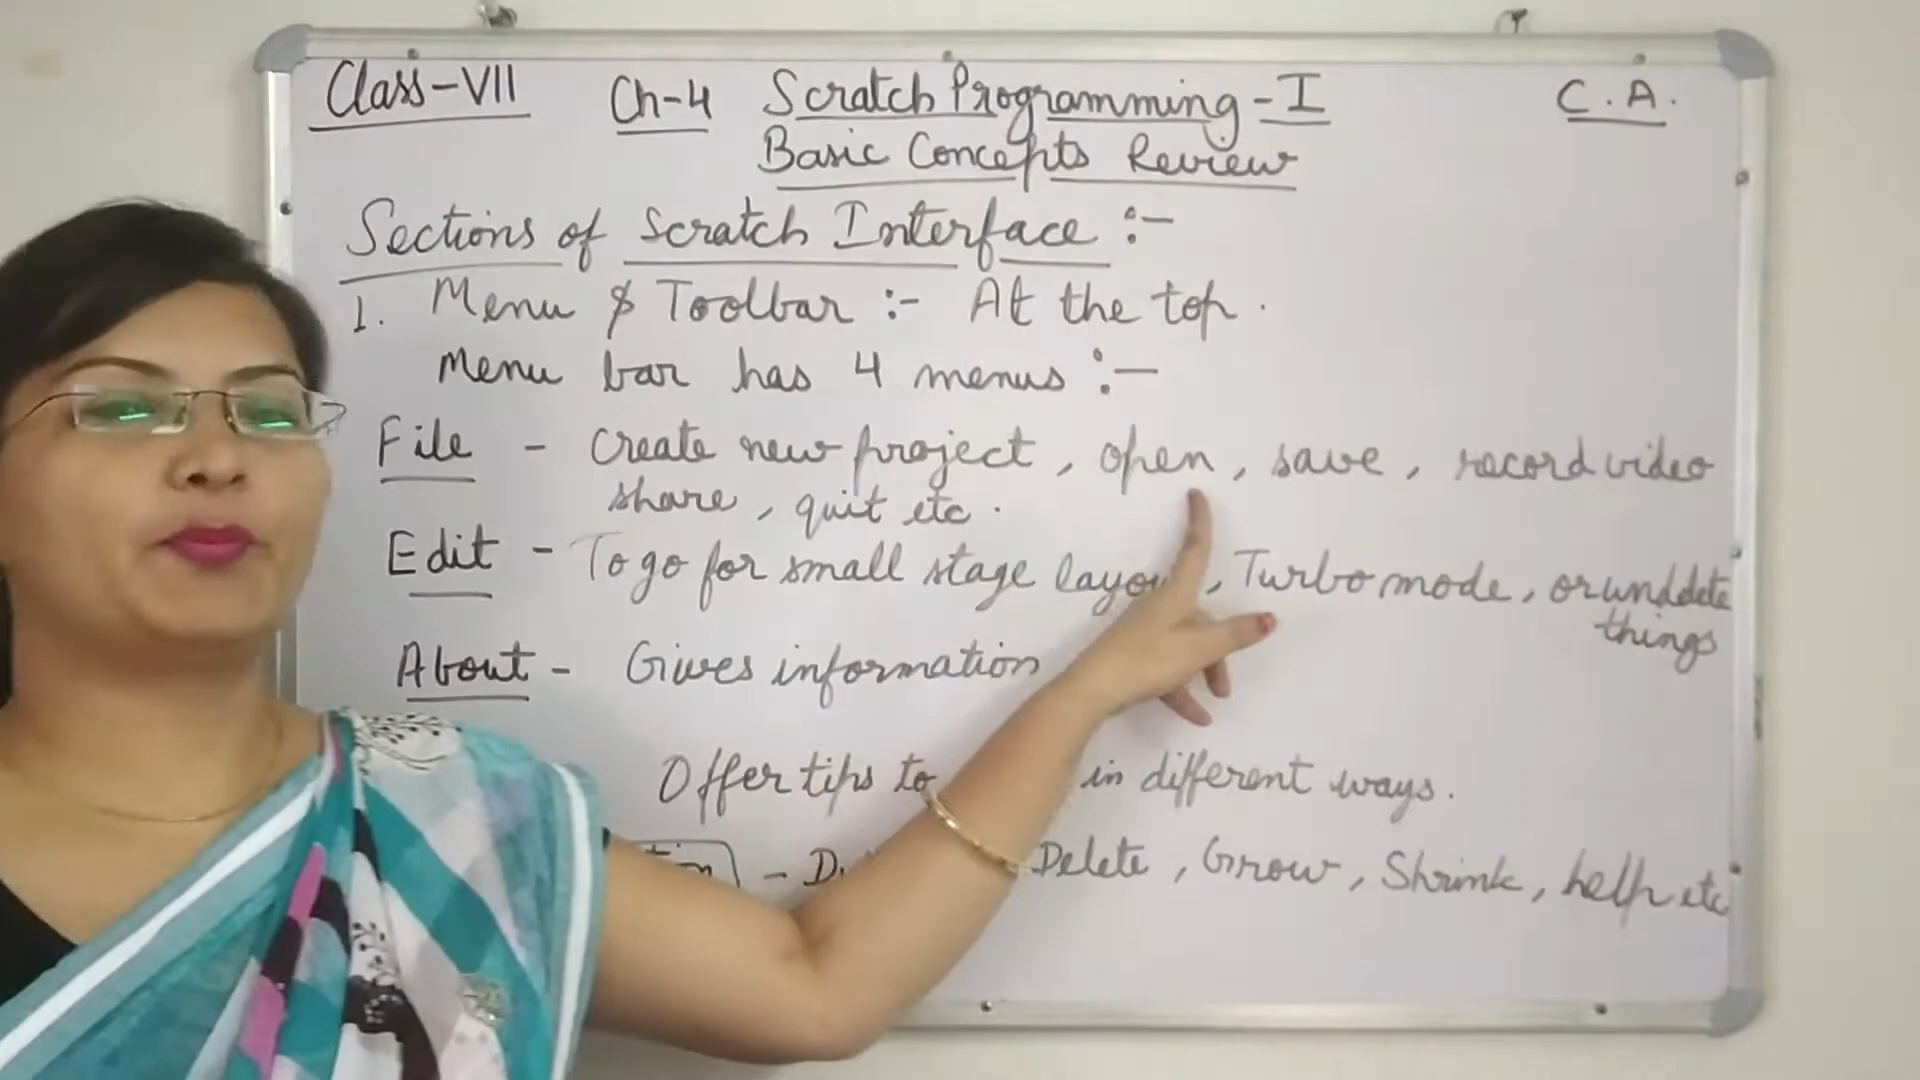 Class-VII Ch-4 Scratch Programming-I C.A.
Basic Concepts Review
Sections of Scratch Interface :-
1. Menu & Toolbar :- At the top.
Menu bar has 4 menus :-
File - Create new project, open, save, record video
share, quit etc.
Edit - To go for small stage , Turbo mode, or
things
About - Gives information
Offer tips to in different ways.
- Delete, Grow, Shrink, help etc